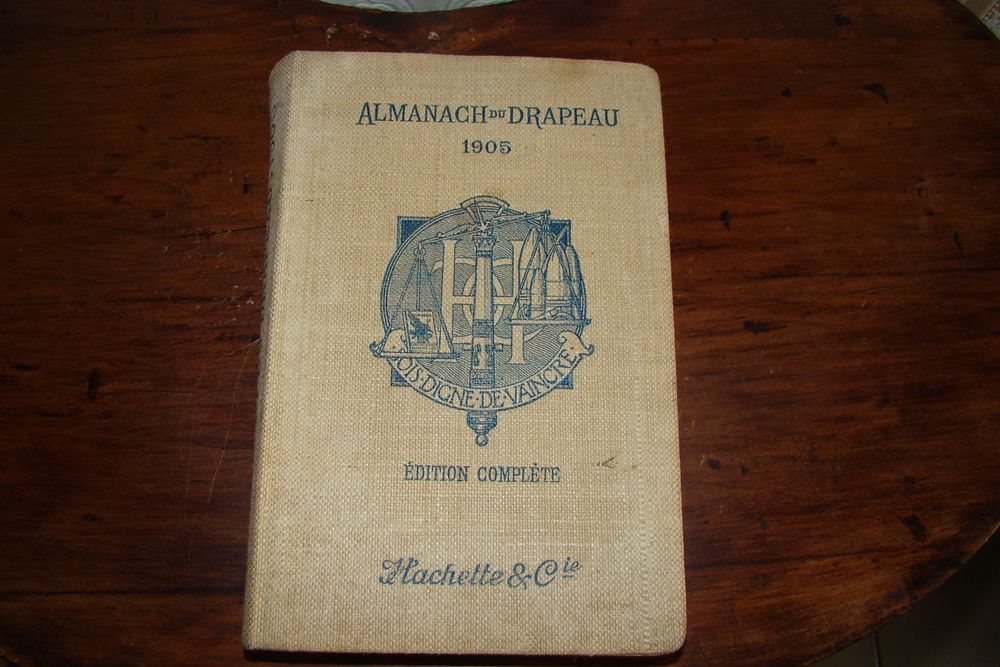 ALMANACH DU DRAPEAU
1905
SOIS · DIGNE · DE · VAINCRE
ÉDITION COMPLÈTE
Hachette & Cie